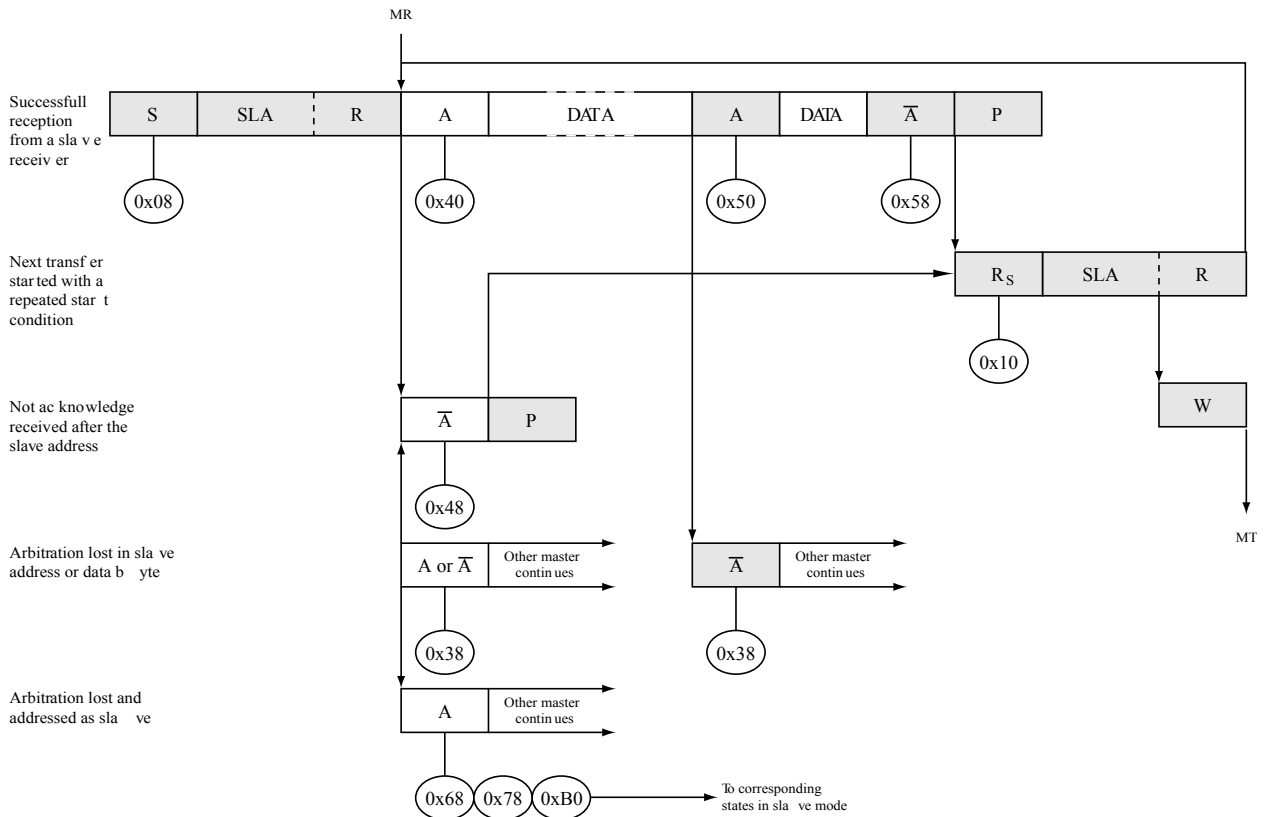 MR
Successfull
reception
from a sla v e
receiv er
S SLA R A DATA A DATA A̅ P
0x08 0x40 0x50 0x58
Next transf er
star ted with a
repeated star t
condition
RS SLA R
0x10
Not ac knowledge
received after the
slave address
A̅ P
W
0x48
MT
Arbitration lost in sla ve
address or data b yte
A or A̅
Other master
contin ues
A̅
Other master
contin ues
0x38 0x38
Arbitration lost and
addressed as sla ve
A
Other master
contin ues
0x68 0x78 0xB0
To corresponding
states in sla ve mode